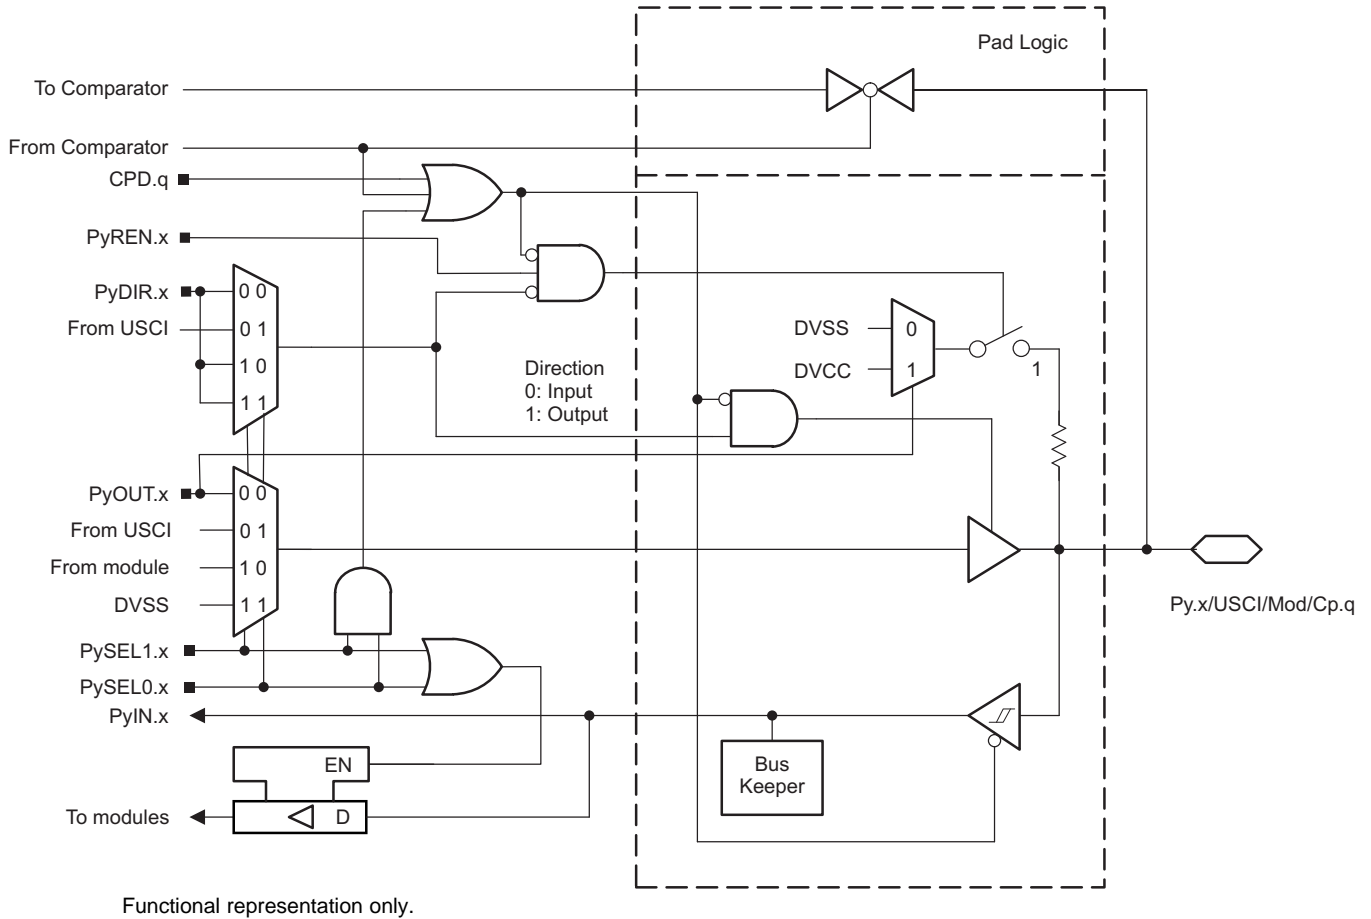 Pad Logic
To Comparator
From Comparator
CPD.q
PyREN.x
PyDIR.x
0 0
From USCI
0 1
1 0
1 1
Direction
0: Input
1: Output
DVSS
0
DVCC
1
1
PyOUT.x
0 0
From USCI
0 1
From module
1 0
DVSS
1 1
Py.x/USCI/Mod/Cp.q
PySEL1.x
PySEL0.x
PyIN.x
Bus
Keeper
EN
To modules
D
Functional representation only.